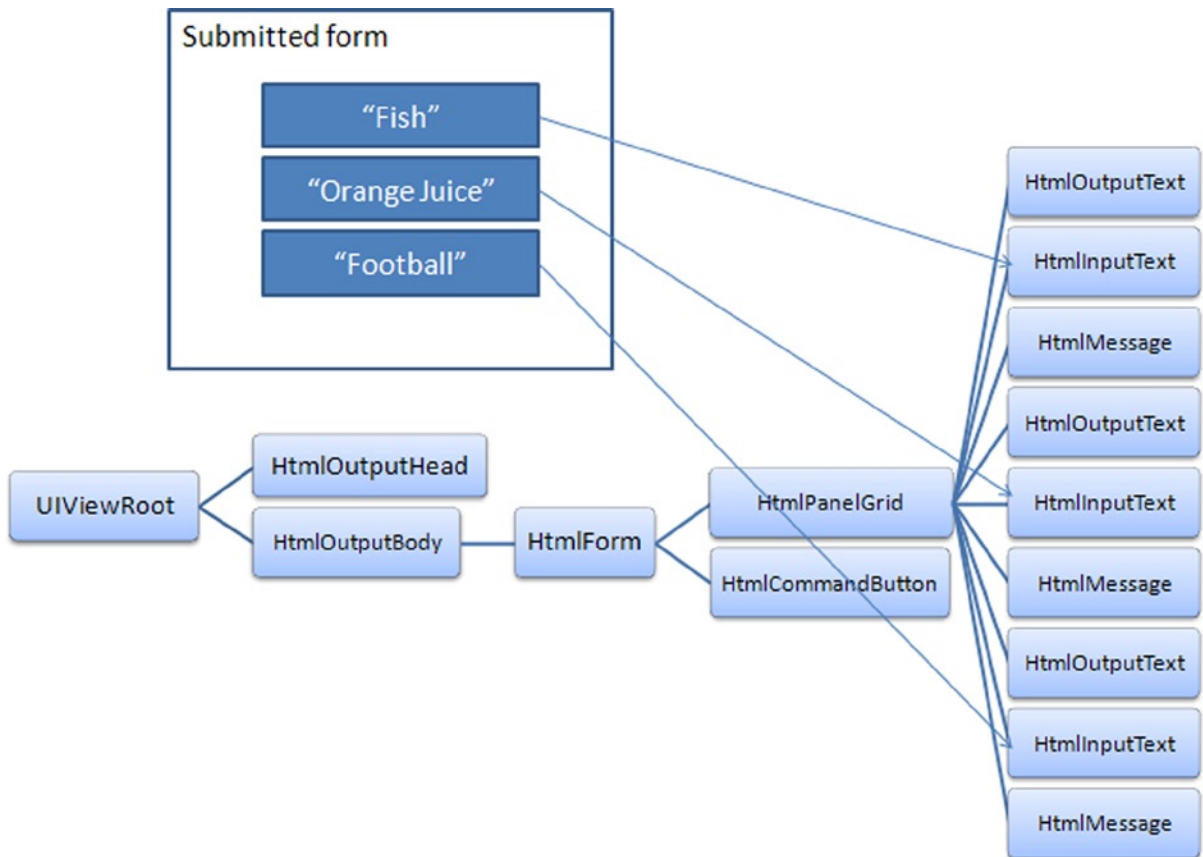 Submitted form
“Fish”
“Orange Juice”
“Football”
UIViewRoot
HtmlOutputHead
HtmlOutputBody
HtmlForm
HtmlPanelGrid
HtmlCommandButton
HtmlOutputText
HtmlInputText
HtmlMessage
HtmlOutputText
HtmlInputText
HtmlMessage
HtmlOutputText
HtmlInputText
HtmlMessage